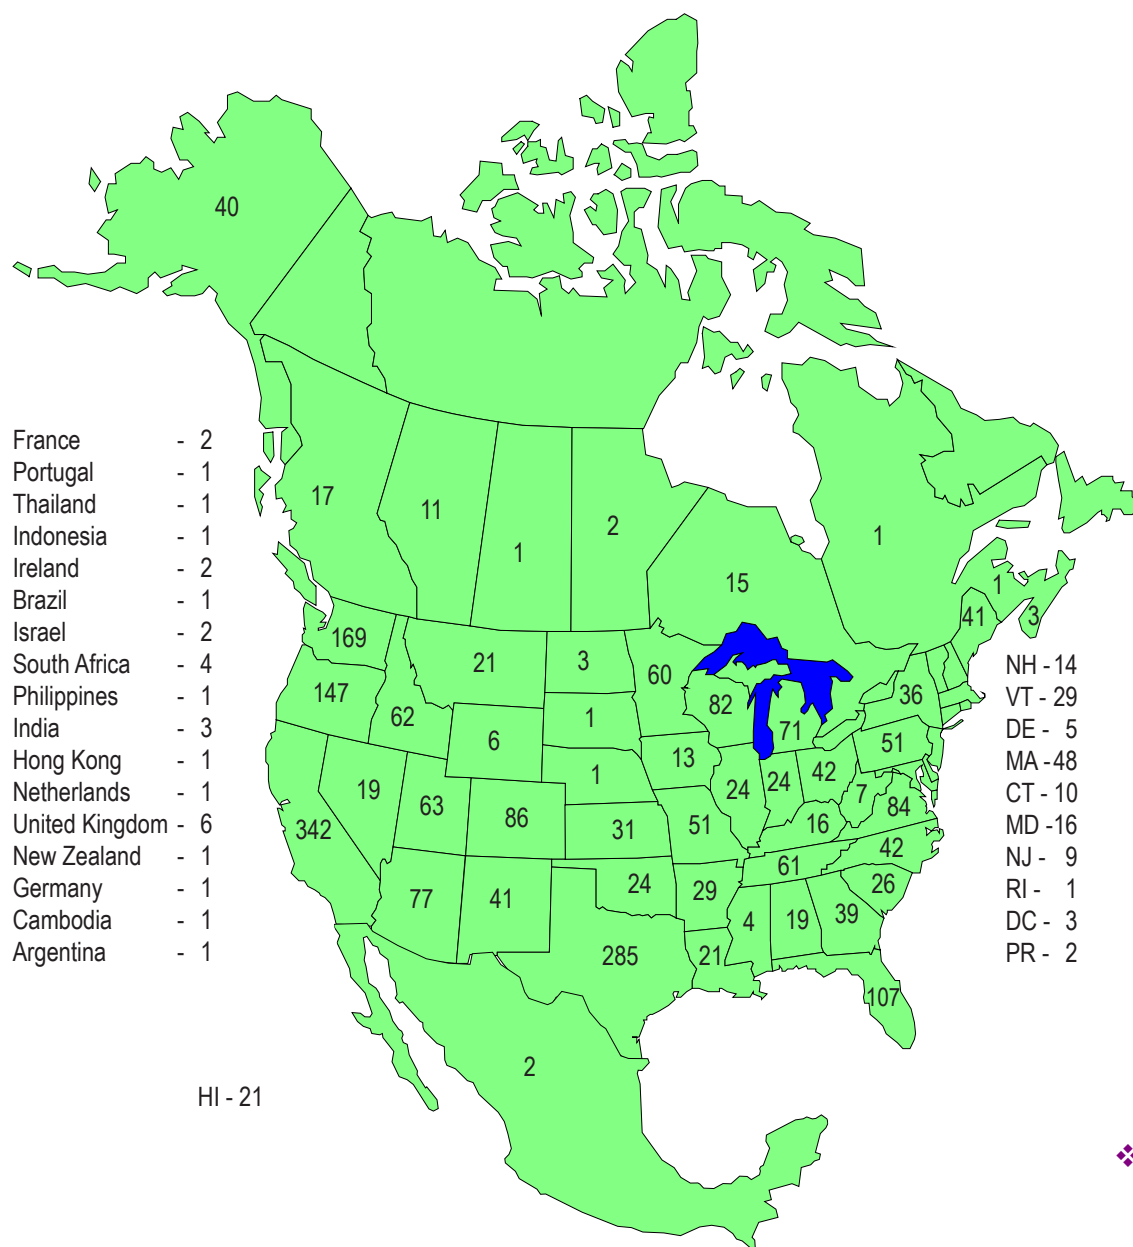 40
France - 2
Portugal - 1
Thailand - 1
Indonesia - 1
Ireland - 2
Brazil - 1
Israel - 2
South Africa - 4
Philippines - 1
India - 3
Hong Kong - 1
Netherlands - 1
United Kingdom - 6
New Zealand - 1
Germany - 1
Cambodia - 1
Argentina - 1
17
11
1
2
15
1
1
41
3
169
21
3
60
147
62
1
82
71
36
6
13
51
19
63
1
24
24
42
7
84
342
86
31
51
16
42
77
41
24
29
61
26
4
19
39
285
21
107
2
NH - 14
VT - 29
DE - 5
MA -48
CT - 10
MD -16
NJ - 9
RI - 1
DC - 3
PR - 2
HI - 21